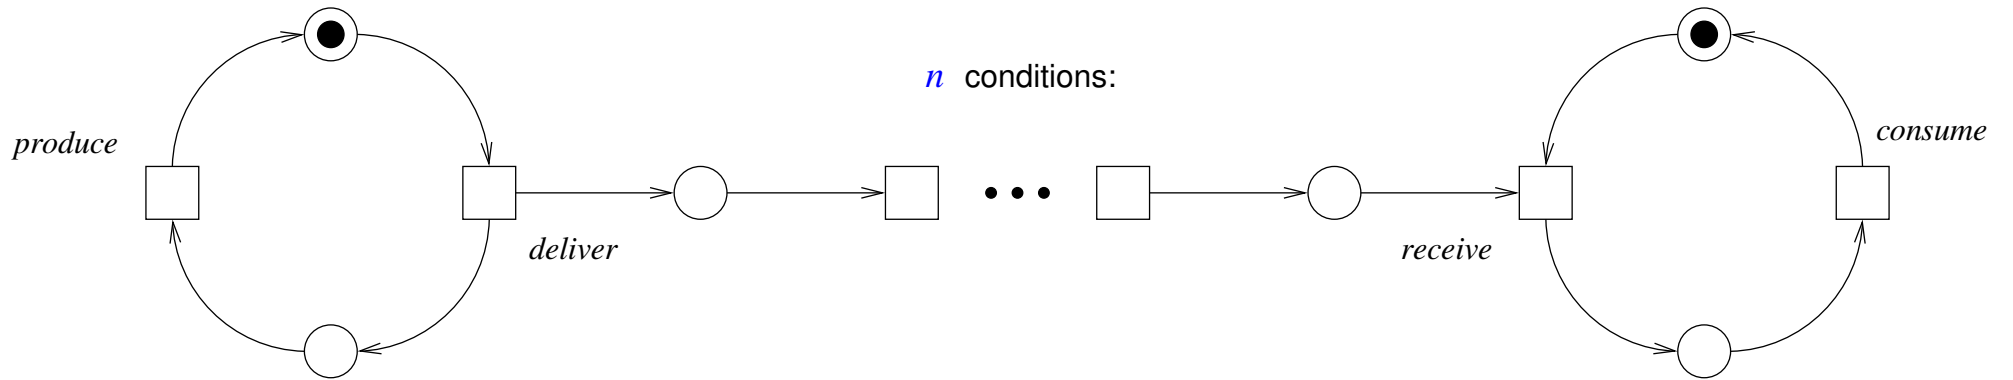 n conditions:
produce
consume
deliver
receive